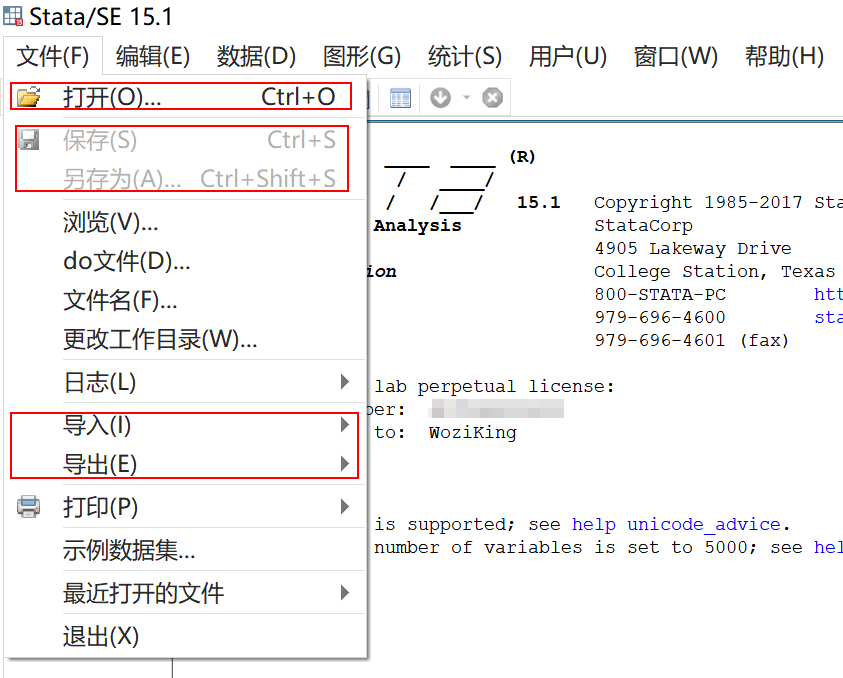 Stata/SE 15.1
文件(F) 编辑(E) 数据(D) 图形(G) 统计(S) 用户(U) 窗口(W) 帮助(H)
打开(O)... Ctrl+O
保存(S) Ctrl+S
另存为(A)... Ctrl+Shift+S
浏览(V)...
do文件(D)...
文件名(F)...
更改工作目录(W)...
日志(L)
导入(I)
导出(E)
打印(P)
示例数据集...
最近打开的文件
退出(X)
(R)
15.1 Copyright 1985-2017 Sta
Analysis StataCorp
4905 Lakeway Drive
ion College Station, Texas
800-STATA-PC htt
979-696-4600 sta
979-696-4601 (fax)
lab perpetual license:
ber:
to: WoziKing
is supported; see help unicode_advice.
number of variables is set to 5000; see hel